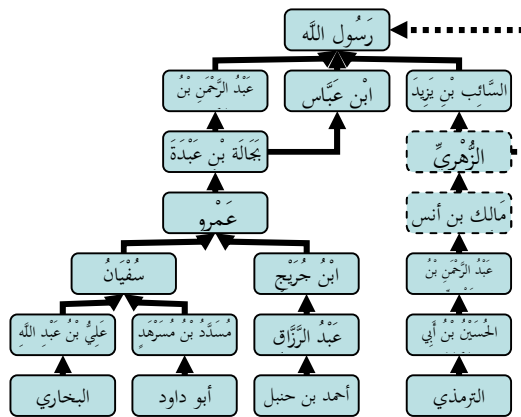 رَسُول اللَّه
عَبْدُ الرَّحْمَنِ بْنُ
ابْن عَبَّاس
السَّائِب بْنِ يَزِيدَ
بَجَالَة بْن عَبْدَةَ
الزُّهْرِيِّ
عَمْرو
مَالك بن أنس
سُفْيَانُ
ابْنُ جُرَيْجٍ
عَبْدُ الرَّحْمَنِ بْنُ
عَلِيُّ بْنُ عَبْدِ اللَّهِ
مُسَدَّدُ بْنُ مُسَرْهَدٍ
عَبْدُ الرَّزَّاقِ
الحُسَيْنُ بْنُ أَبِي
البخاري
أبو داود
أحمد بن حنبل
الترمذي